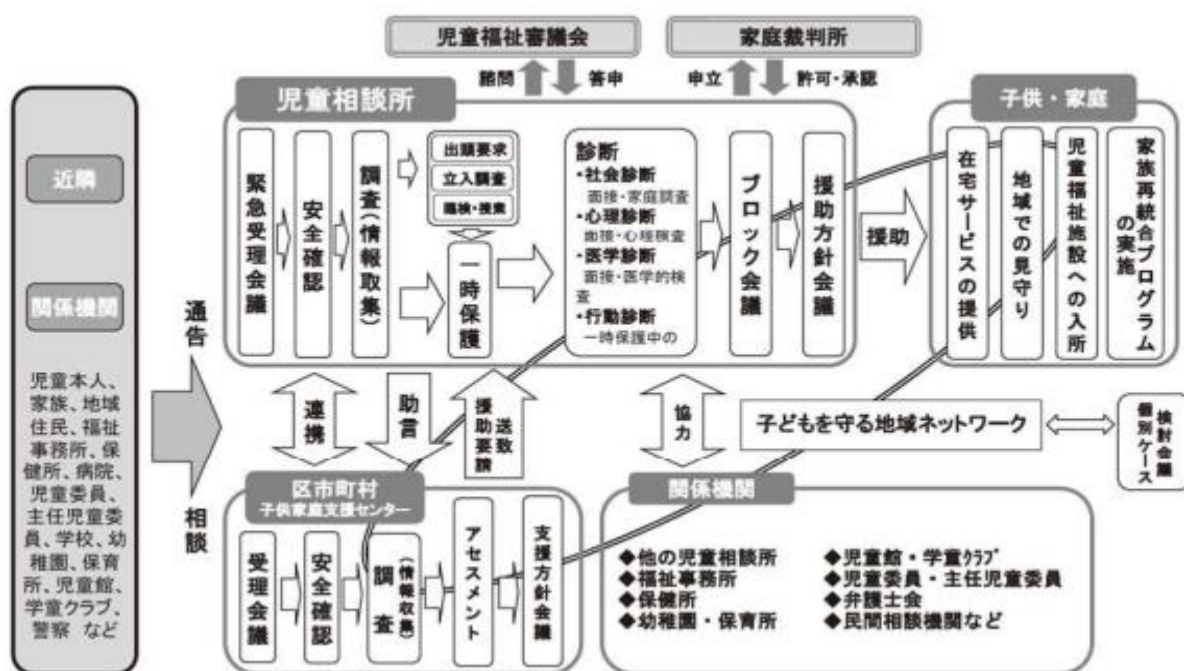 児童福祉審議会
家庭裁判所
諮問
答申
申立
許可・承認
近隣
関係機関
児童本人、
家族、地域
住民、福祉
事務所、保
健所、病院、
児童委員、
主任児童委
員、学校、幼
稚園、保育
所、児童館、
学童クラブ、
警察 など
通告
相談
児童相談所
緊急受理会議
安全確認
調査(情報収集)
出頭要求
立入調査
臨検・捜索
一時保護
診断
・社会診断
面接・家庭調査
・心理診断
面接・心理検査
・医学診断
面接・医学的検
査
・行動診断
一時保護中の
ブロック会議
援助方針会議
援助
子供・家庭
在宅サービスの提供
地域での見守り
児童福祉施設への入所
家族再統合プログラム
の実施
連携
助言
送致
援助要請
協力
子どもを守る地域ネットワーク
個別ケース
検討会議
区市町村
子供家庭支援センター
受理会議
安全確認
調査
(情報収集)
アセスメント
支援方針会議
関係機関
◆他の児童相談所
◆福祉事務所
◆保健所
◆幼稚園・保育所
◆児童館・学童クラブ
◆児童委員・主任児童委員
◆弁護士会
◆民間相談機関など